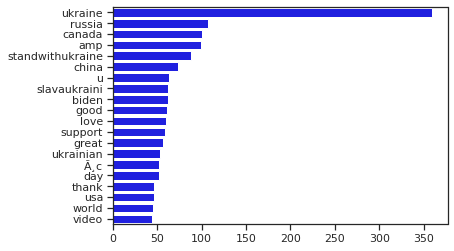 ukraine
russia
canada
amp
standwithukraine
china
u
slavaukraini
biden
good
love
support
great
ukrainian
Ä¸c
day
thank
usa
world
video
0 50 100 150 200 250 300 350